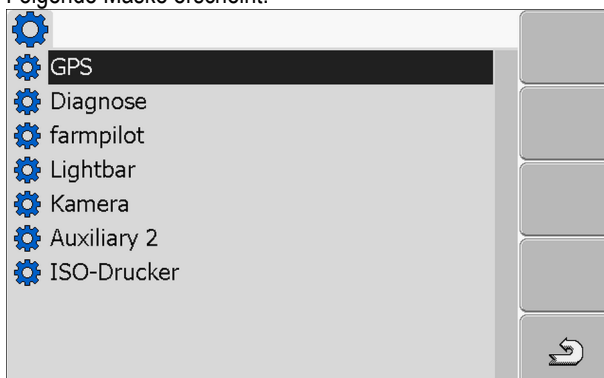 Folgende Maske erscheint:
GPS
Diagnose
farmpilot
Lightbar
Kamera
Auxiliary 2
ISO-Drucker